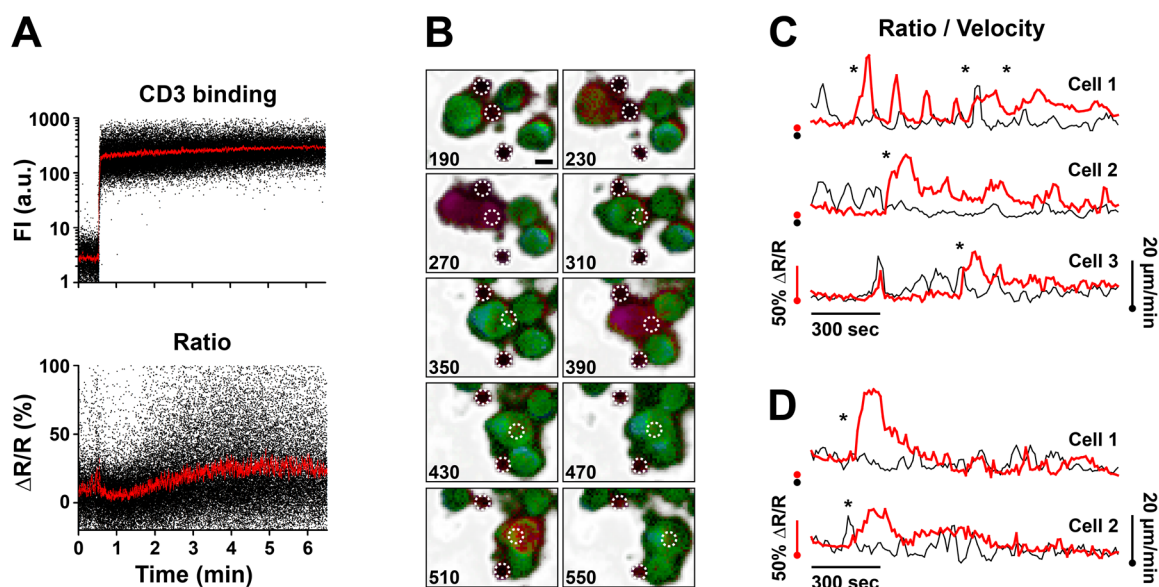 A
CD3 binding
FI (a.u.)
1000
100
10
1
Ratio
ΔR/R (%)
100
50
0
0 1 2 3 4 5 6
Time (min)
B
190
230
270
310
350
390
430
470
510
550
C
Ratio / Velocity
* * *
Cell 1
*
Cell 2
*
Cell 3
50% ΔR/R
20 µm/min
300 sec
D
*
Cell 1
*
Cell 2
50% ΔR/R
20 µm/min
300 sec